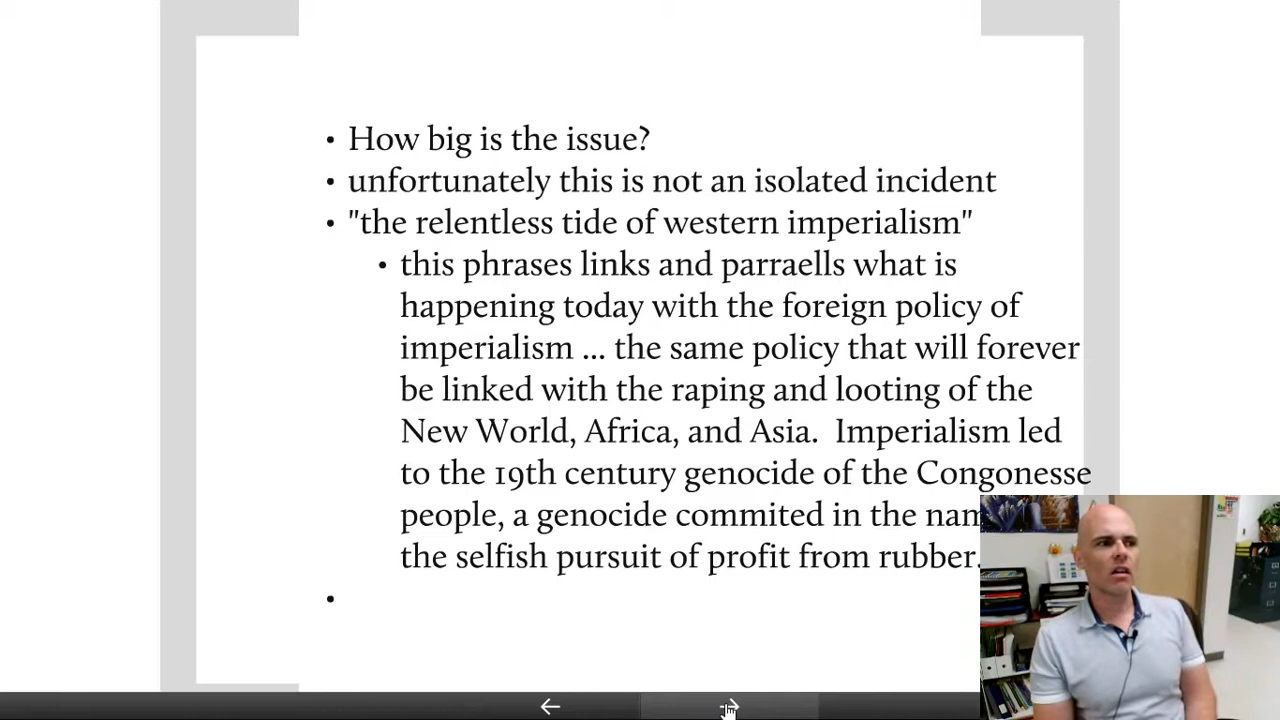 • How big is the issue?
• unfortunately this is not an isolated incident
• "the relentless tide of western imperialism"
• this phrases links and parraells what is
happening today with the foreign policy of
imperialism ... the same policy that will forever
be linked with the raping and looting of the
New World, Africa, and Asia.  Imperialism led
to the 19th century genocide of the Congonesse
people, a genocide commited in the
the selfish pursuit of profit from rubber.
•